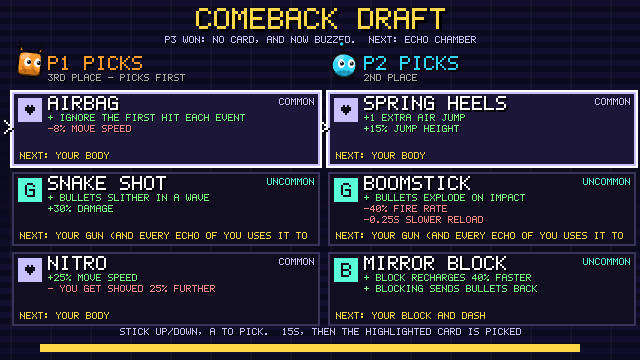 COMEBACK DRAFT
P3 WON: NO CARD, AND NOW BUZZED.  NEXT: ECHO CHAMBER
P1 PICKS
3RD PLACE - PICKS FIRST
AIRBAG
COMMON
+ IGNORE THE FIRST HIT EACH EVENT
-8% MOVE SPEED
NEXT: YOUR BODY
G
SNAKE SHOT
UNCOMMON
+ BULLETS SLITHER IN A WAVE
+30% DAMAGE
NEXT: YOUR GUN (AND EVERY ECHO OF YOU USES IT TO
NITRO
COMMON
+25% MOVE SPEED
- YOU GET SHOVED 25% FURTHER
NEXT: YOUR BODY
P2 PICKS
2ND PLACE
SPRING HEELS
COMMON
+1 EXTRA AIR JUMP
+15% JUMP HEIGHT
NEXT: YOUR BODY
G
BOOMSTICK
UNCOMMON
+ BULLETS EXPLODE ON IMPACT
-40% FIRE RATE
-0.25S SLOWER RELOAD
NEXT: YOUR GUN (AND EVERY ECHO OF YOU USES IT TO
B
MIRROR BLOCK
UNCOMMON
+ BLOCK RECHARGES 40% FASTER
+ BLOCKING SENDS BULLETS BACK
NEXT: YOUR BLOCK AND DASH
STICK UP/DOWN, A TO PICK.  15S, THEN THE HIGHLIGHTED CARD IS PICKED